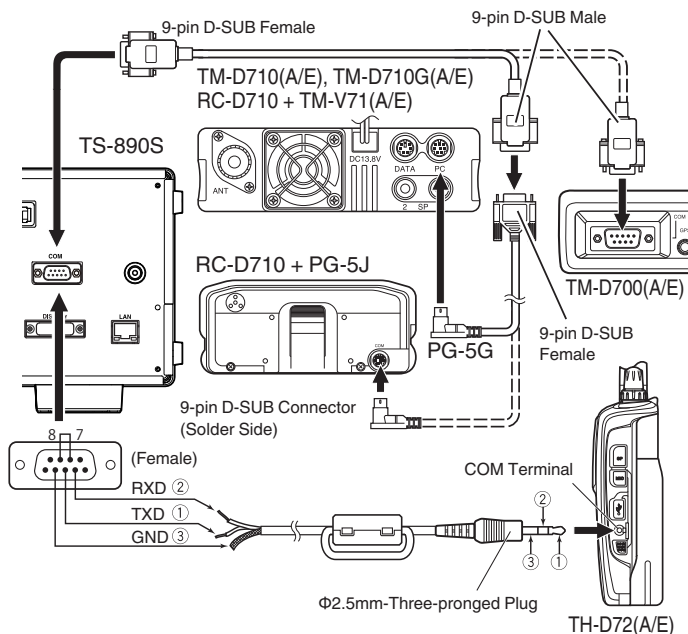 9-pin D-SUB Female
9-pin D-SUB Male
TM-D710(A/E), TM-D710G(A/E)
RC-D710 + TM-V71(A/E)
TS-890S
DC13.8V
ANT
DATA
PC
2
SP
COM
COM
GPS
TM-D700(A/E)
RC-D710 + PG-5J
LAN
COM
PG-5G
9-pin D-SUB
Female
9-pin D-SUB Connector
(Solder Side)
8
7
(Female)
COM Terminal
RXD ②
TXD ①
GND ③
②
③
①
Φ2.5mm-Three-pronged Plug
TH-D72(A/E)